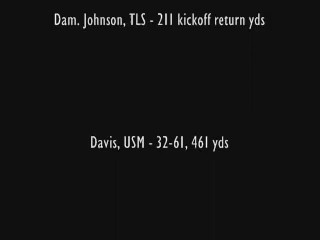 Dam. Johnson, TLS - 211 kickoff return yds
Davis, USM - 32-61, 461 yds